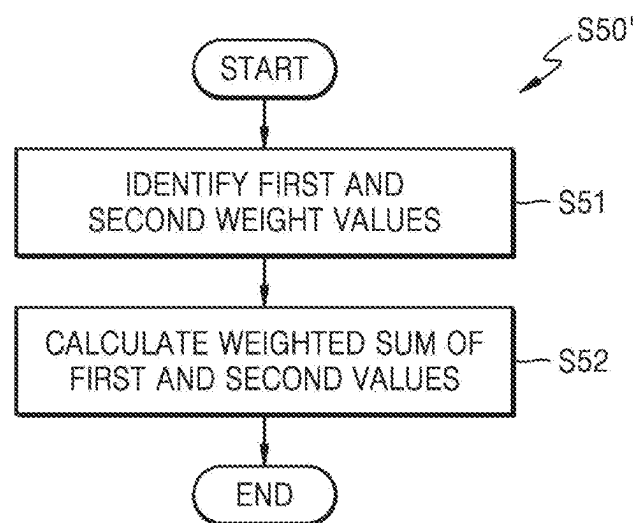 S50'
START
IDENTIFY FIRST AND
SECOND WEIGHT VALUES
S51
CALCULATE WEIGHTED SUM OF
FIRST AND SECOND VALUES
S52
END